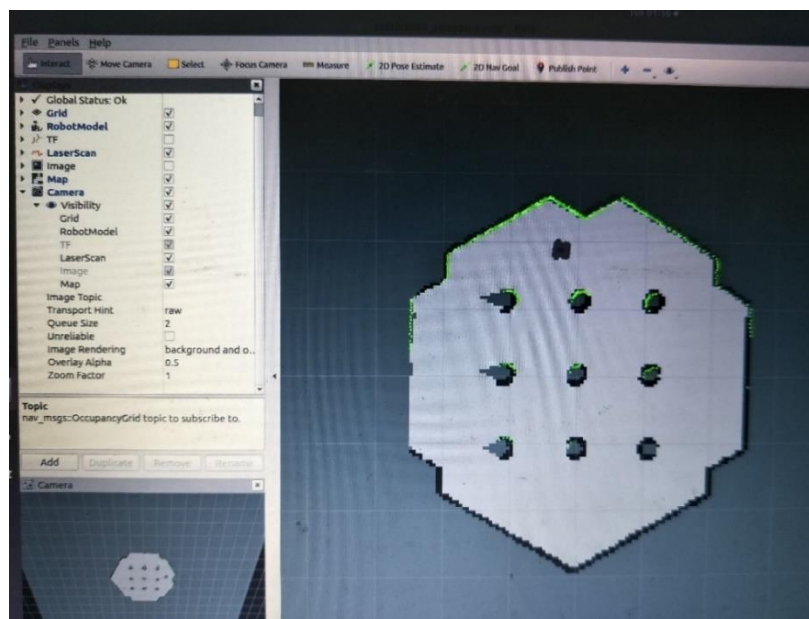 File Panels Help
Interact Move Camera Select Focus Camera Measure 2D Pose Estimate 2D Nav Goal Publish Point
Displays
Global Status: Ok
Grid
RobotModel
TF
LaserScan
Image
Map
Camera
Visibility
Grid
RobotModel
TF
LaserScan
Image
Map
Image Topic
Transport Hint raw
Queue Size 2
Unreliable
Image Rendering background and o..
Overlay Alpha 0.5
Zoom Factor 1
Topic
nav_msgs::OccupancyGrid topic to subscribe to.
Add Duplicate Remove Rename
Camera